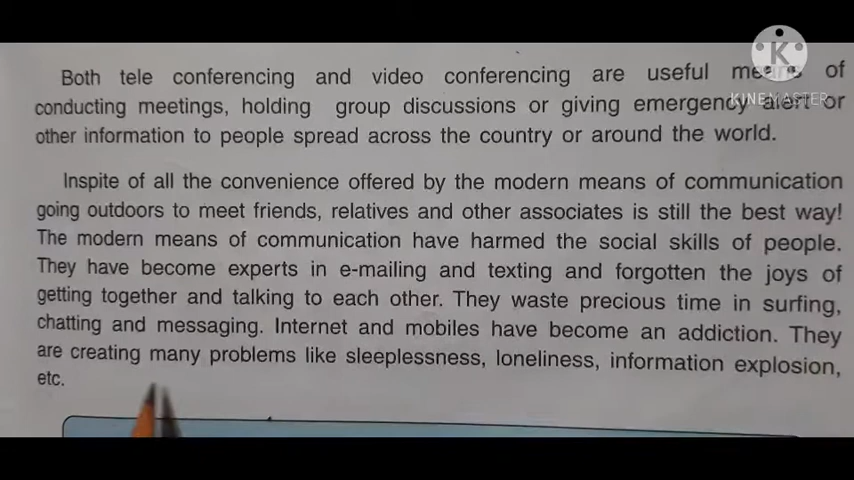 Both tele conferencing and video conferencing are useful means of
conducting meetings, holding group discussions or giving emergency alert or
other information to people spread across the country or around the world.
Inspite of all the convenience offered by the modern means of communication
going outdoors to meet friends, relatives and other associates is still the best way!
The modern means of communication have harmed the social skills of people.
They have become experts in e-mailing and texting and forgotten the joys of
getting together and talking to each other. They waste precious time in surfing,
chatting and messaging. Internet and mobiles have become an addiction. They
are creating many problems like sleeplessness, loneliness, information explosion,
etc.
K
KINEMASTER